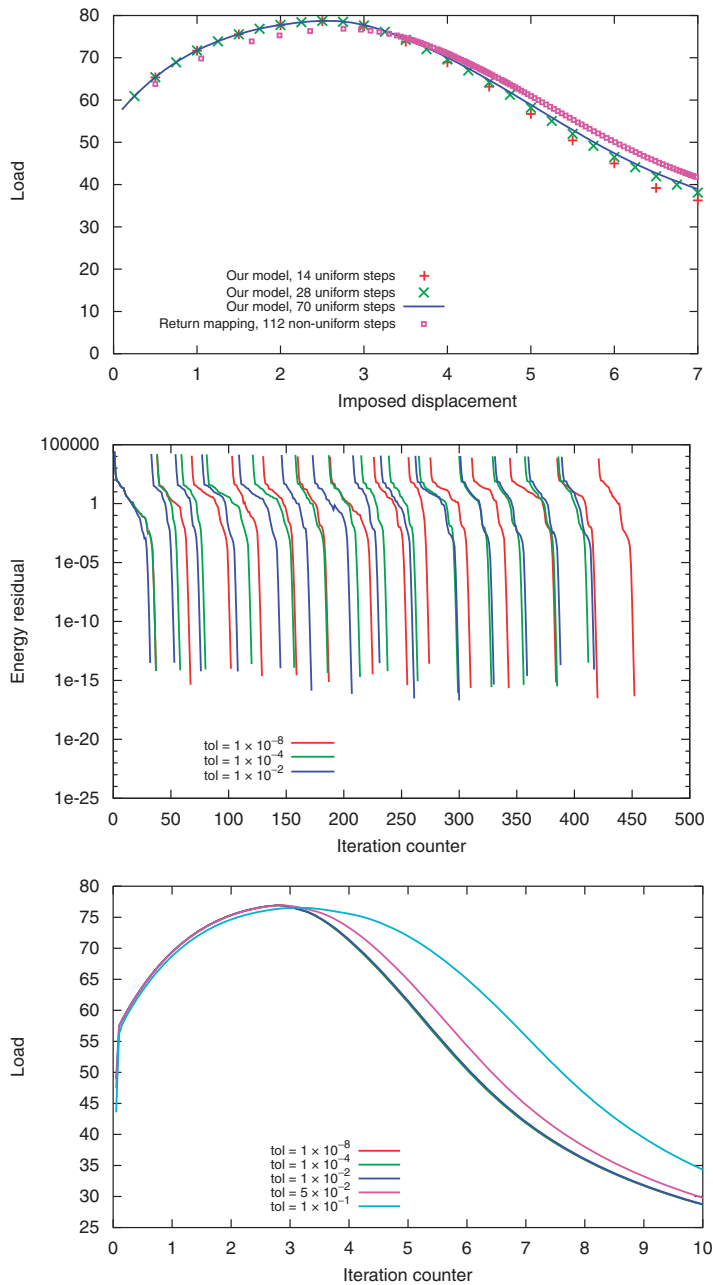 80
70
60
50
40
30
20
10
0
Load
Our model, 14 uniform steps
Our model, 28 uniform steps
Our model, 70 uniform steps
Return mapping, 112 non-uniform steps
0 1 2 3 4 5 6 7
Imposed displacement
100000
1
1e-05
1e-10
1e-15
1e-20
1e-25
Energy residual
tol = 1 × 10⁻⁸
tol = 1 × 10⁻⁴
tol = 1 × 10⁻²
0 50 100 150 200 250 300 350 400 450 500
Iteration counter
80
75
70
65
60
55
50
45
40
35
30
25
Load
tol = 1 × 10⁻⁸
tol = 1 × 10⁻⁴
tol = 1 × 10⁻²
tol = 5 × 10⁻²
tol = 1 × 10⁻¹
0 1 2 3 4 5 6 7 8 9 10
Iteration counter